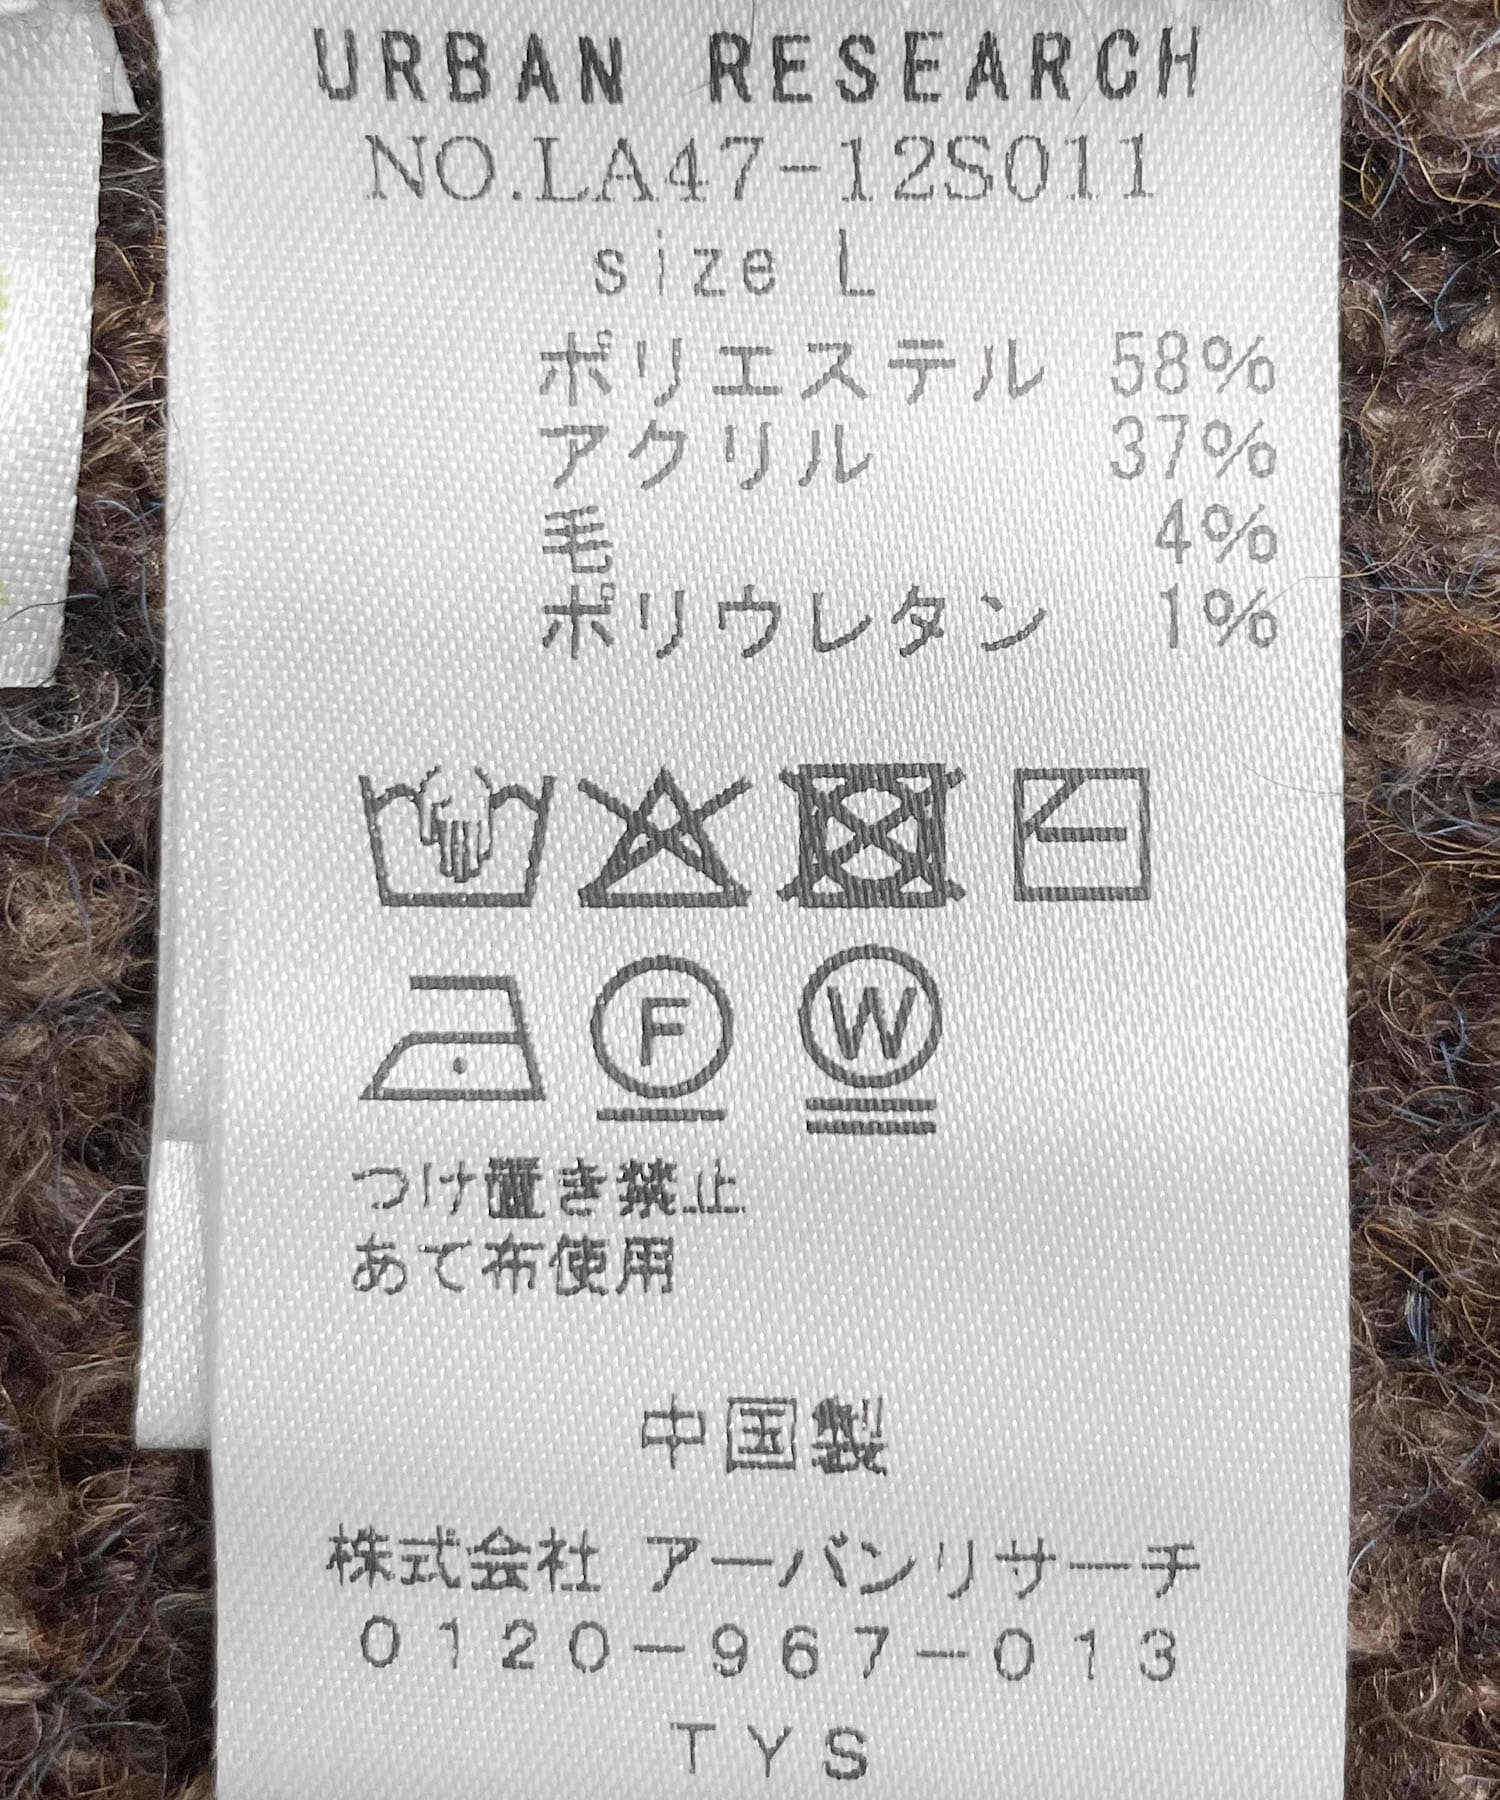 URBAN RESEARCH
NO.LA47-12S011
size L
ポリエステル 58%
アクリル 37%
毛 4%
ポリウレタン 1%
F W
つけ置き禁止
あて布使用
中国製
株式会社 アーバンリサーチ
0120-967-013
TYS